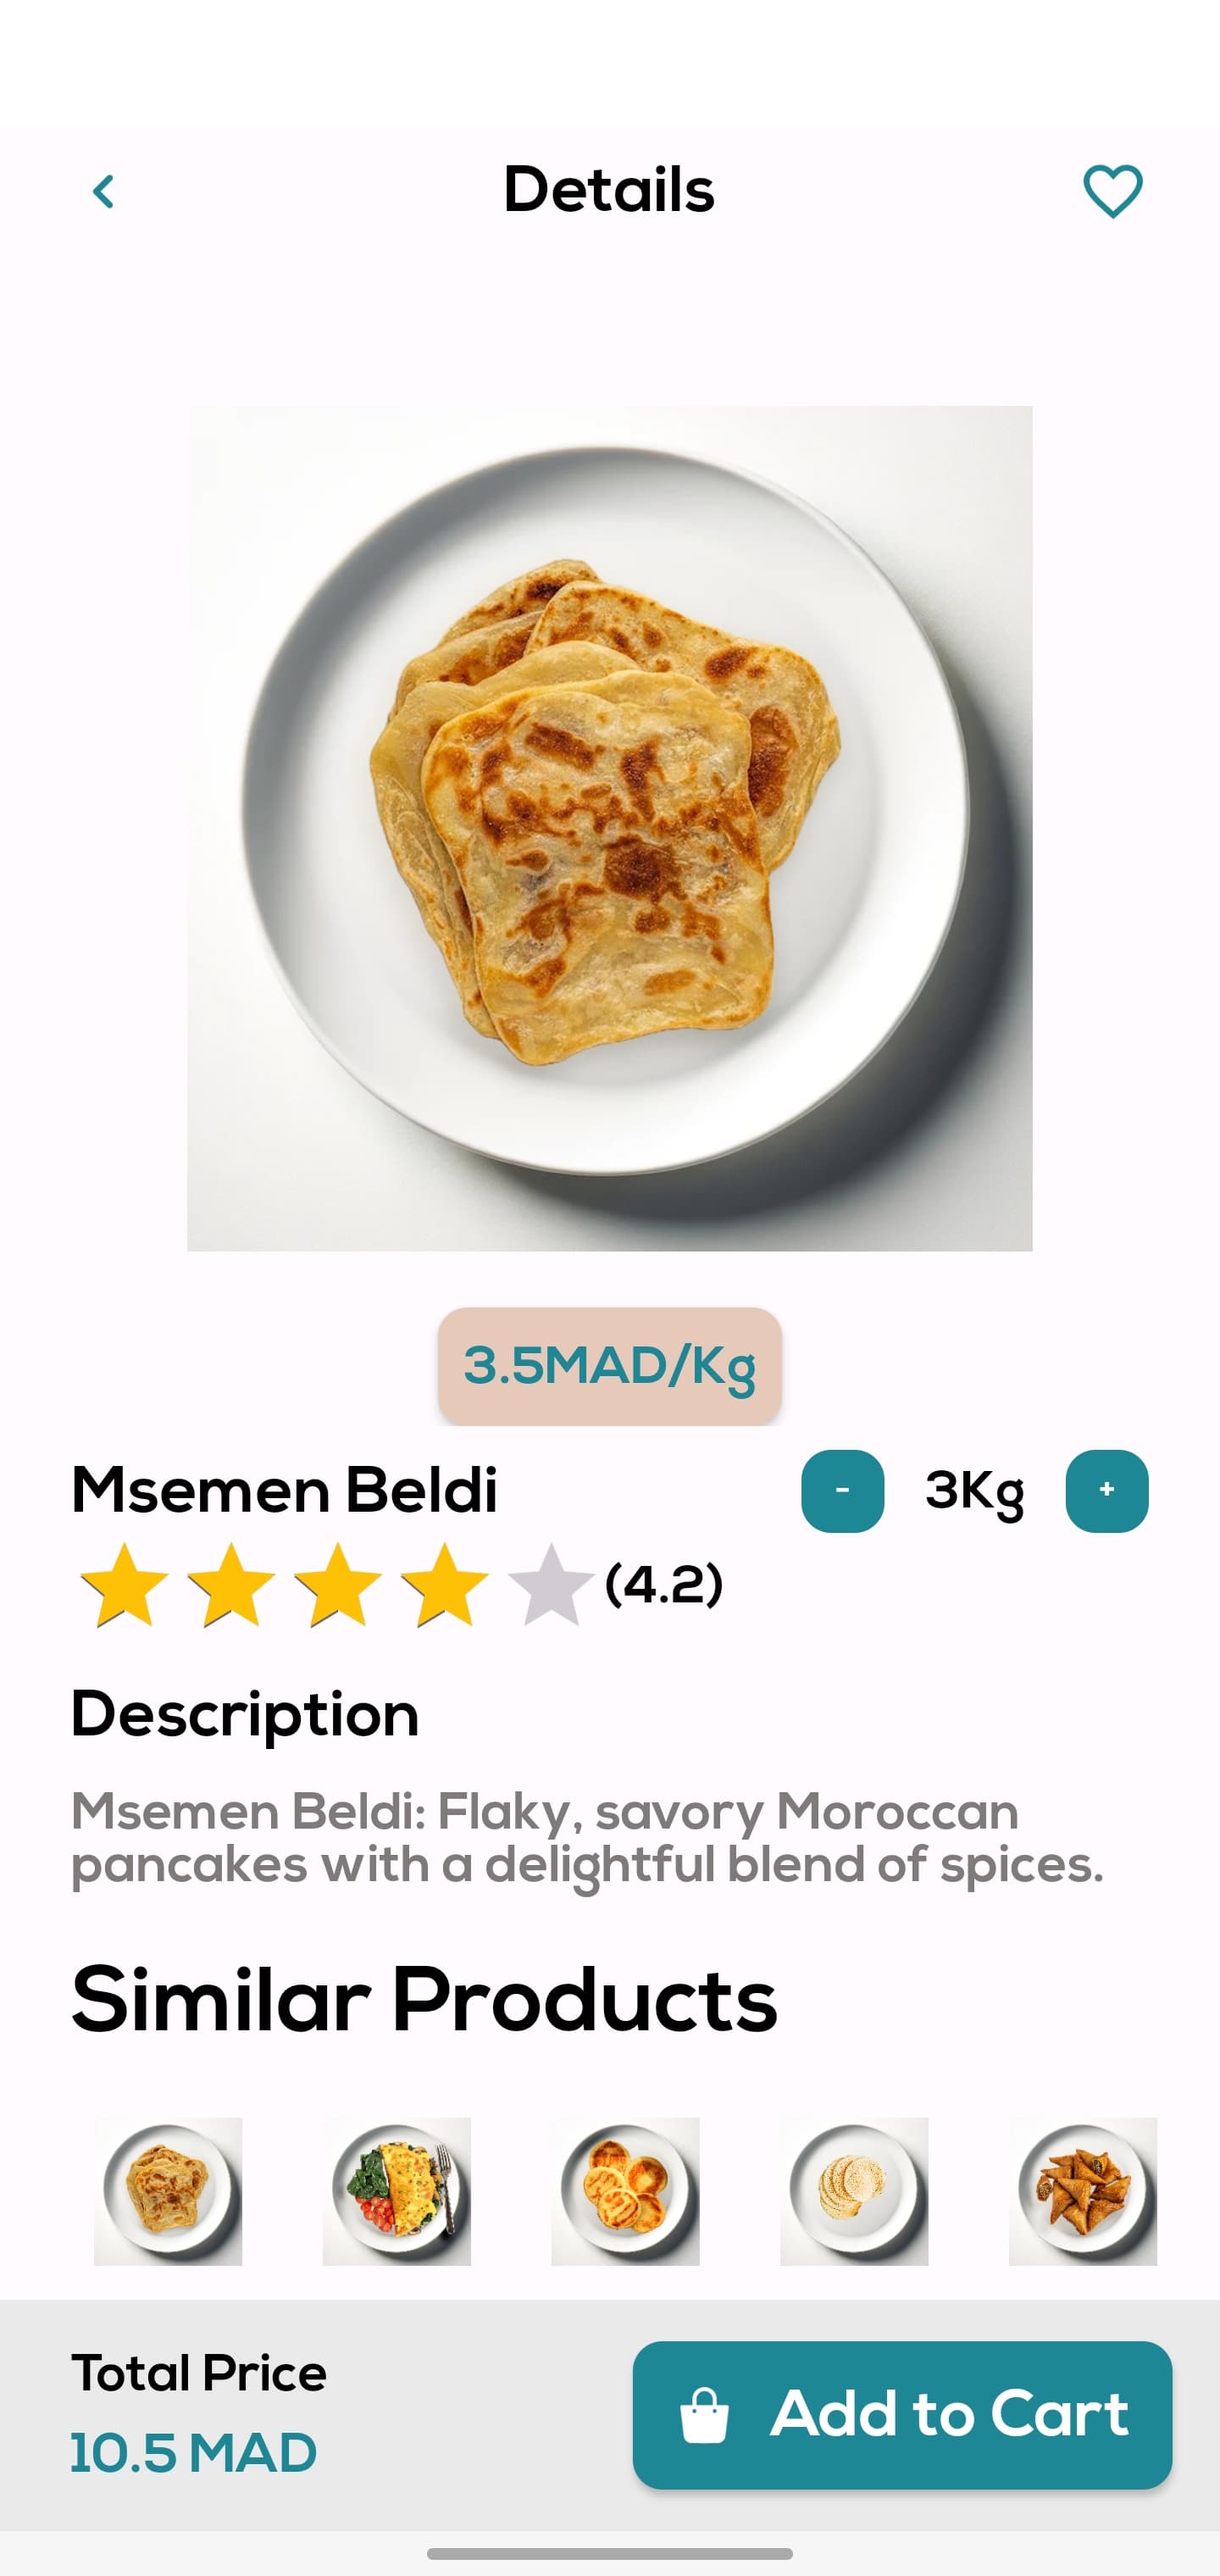 Details
3.5MAD/Kg
Msemen Beldi
- 3Kg +
(4.2)
Description
Msemen Beldi: Flaky, savory Moroccan
pancakes with a delightful blend of spices.
Similar Products
Total Price
10.5 MAD
Add to Cart